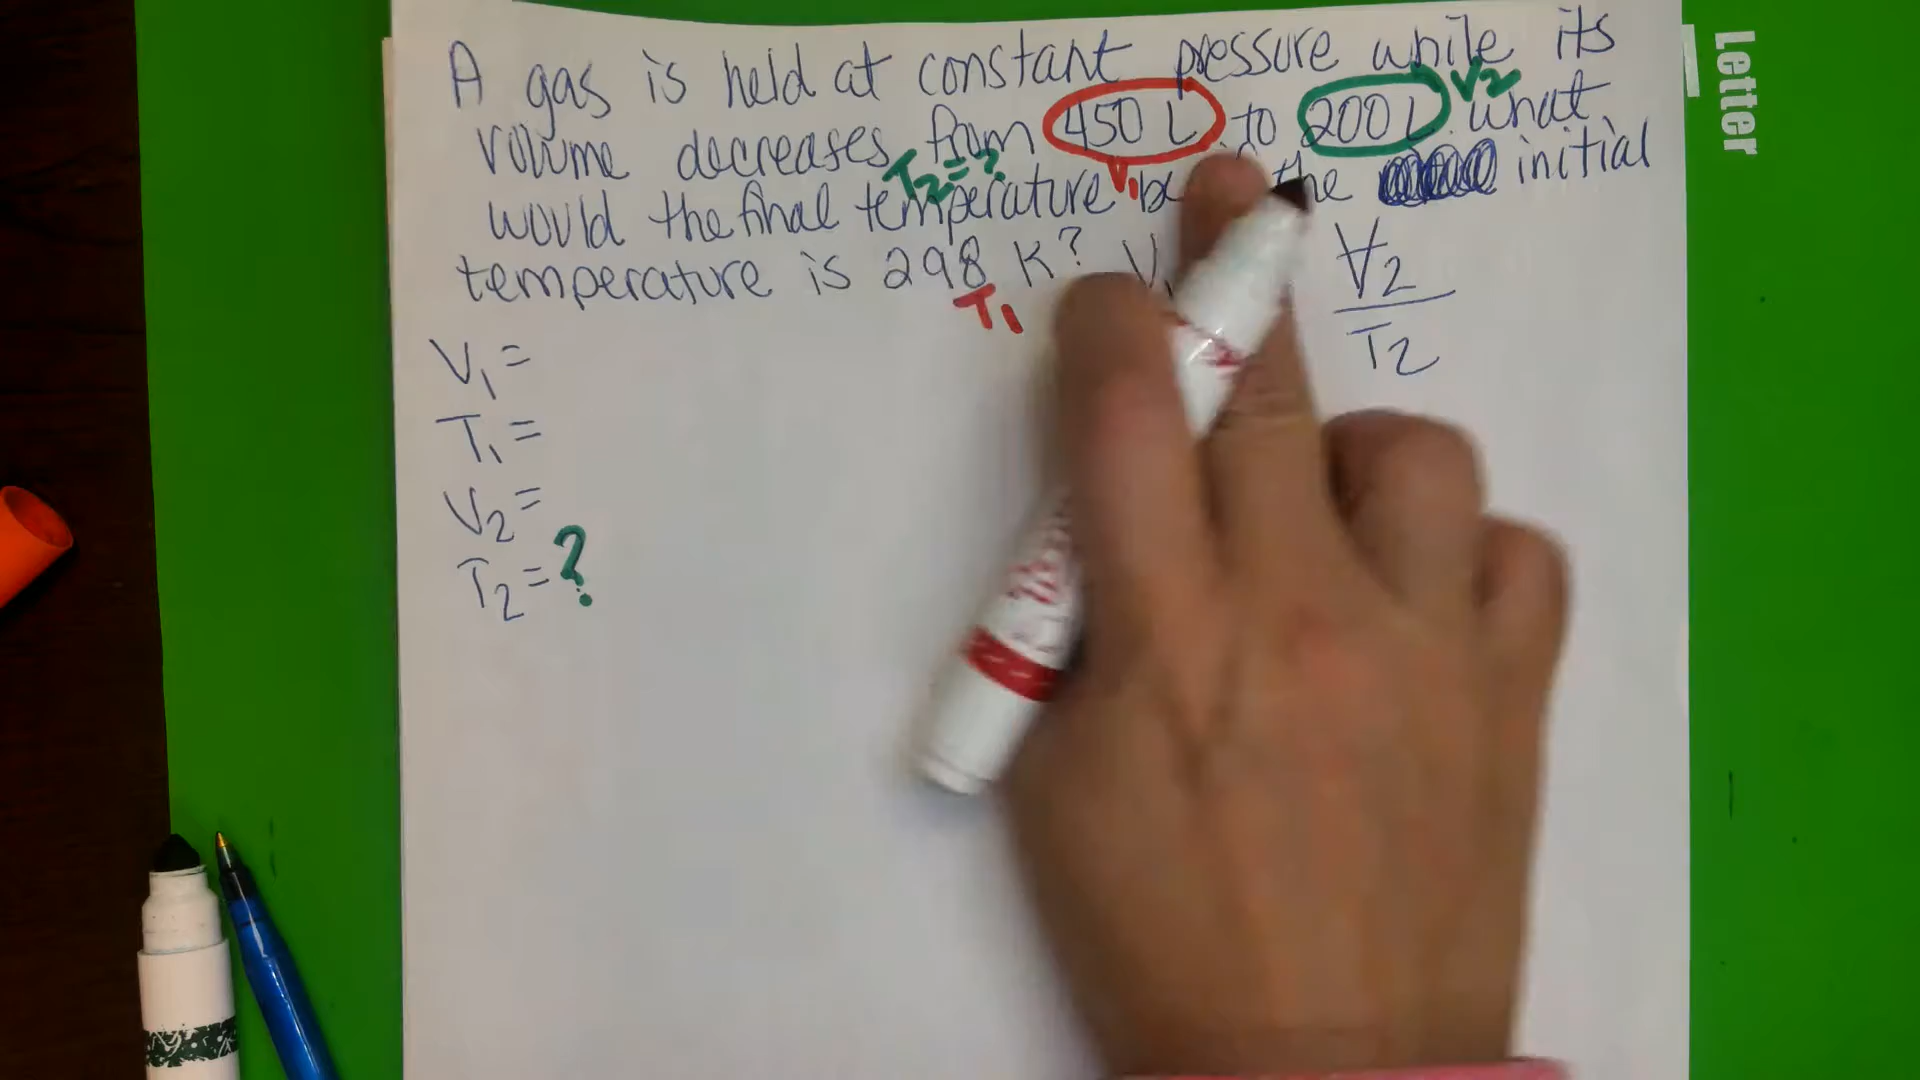 A gas is held at constant pressure while its
V2
volume decreases from 450 L to 200 L. what
T2=? V1
would the final temperature the initial
temperature is 298 K?
T1
V2
T2
V1 =
T1 =
V2 =
T2 = ?
Letter